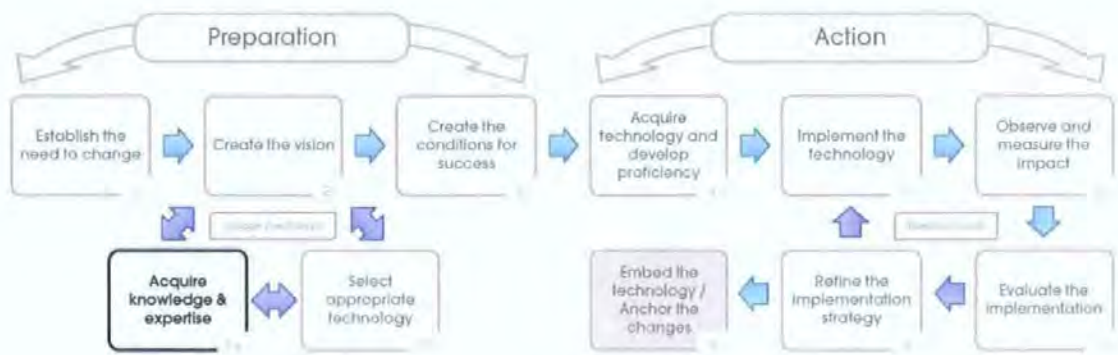 Preparation
Action
Establish the
need to change
Create the vision
Create the
conditions for
success
Acquire
technology and
develop
proficiency
Implement the
technology
Observe and
measure the
impact
Acquire
knowledge &
expertise
Select
appropriate
technology
Embed the
technology /
Anchor the
changes
Refine the
implementation
strategy
Evaluate the
implementation